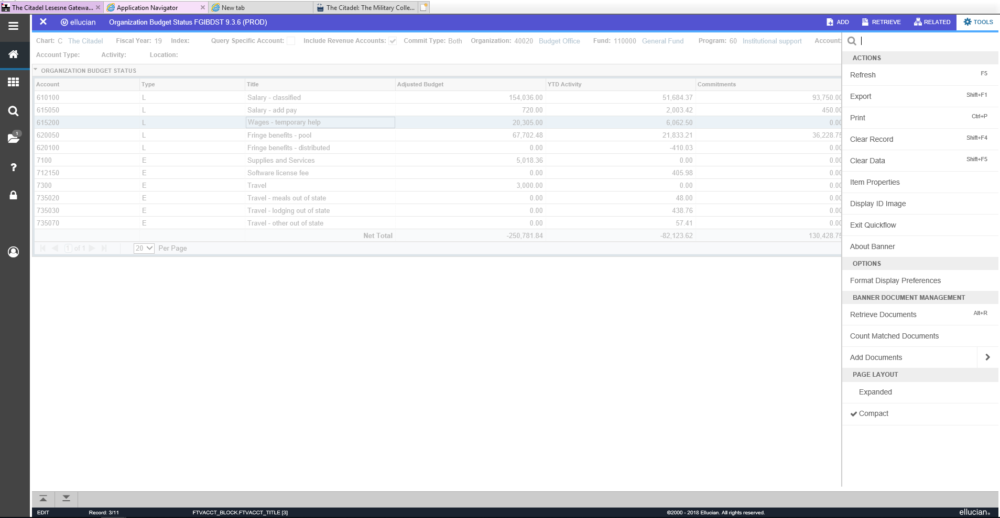 The Citadel Lesesne Gatewa...
Application Navigator
New tab
The Citadel: The Military Colle...
ellucian
Organization Budget Status FGIBDST 9.3.6 (PROD)
ADD
RETRIEVE
RELATED
TOOLS
Chart: C The Citadel Fiscal Year: 19 Index: Query Specific Account: Include Revenue Accounts: Commit Type: Both Organization: 40020 Budget Office Fund: 110000 General Fund Program: 60 Institutional support Account:
Account Type: Activity: Location:
ORGANIZATION BUDGET STATUS
Account Type Title Adjusted Budget YTD Activity Commitments
610100 L Salary - classified 154,036.00 51,684.37 93,750.00
615050 L Salary - add pay 720.00 2,003.42 450.00
615200 L Wages - temporary help 20,305.00 6,062.50 0.00
620050 L Fringe benefits - pool 67,702.48 21,833.21 36,228.75
620100 L Fringe benefits - distributed 0.00 -410.03 0.00
7100 E Supplies and Services 5,018.36 0.00 0.00
712150 E Software license fee 0.00 405.98 0.00
7300 E Travel 3,000.00 0.00 0.00
735020 E Travel - meals out of state 0.00 48.00 0.00
735030 E Travel - lodging out of state 0.00 438.76 0.00
735070 E Travel - other out of state 0.00 57.41 0.00
Net Total -250,781.84 -82,123.62 130,428.75
1 of 1 20 Per Page
1
ACTIONS
Refresh F5
Export Shift+F1
Print Ctrl+P
Clear Record Shift+F4
Clear Data Shift+F5
Item Properties
Display ID Image
Exit Quickflow
About Banner
OPTIONS
Format Display Preferences
BANNER DOCUMENT MANAGEMENT
Retrieve Documents Alt+R
Count Matched Documents
Add Documents
PAGE LAYOUT
Expanded
Compact
EDIT Record: 3/11 FTVACCT_BLOCK.FTVACCT_TITLE [3] ©2000 - 2018 Ellucian. All rights reserved. ellucian